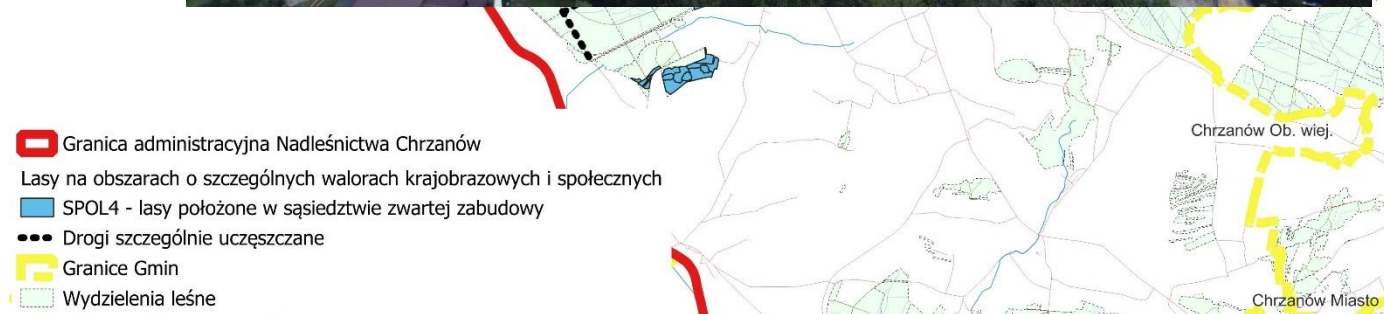 Granica administracyjna Nadleśnictwa Chrzanów
Lasy na obszarach o szczególnych walorach krajobrazowych i społecznych
SPOL4 - lasy położone w sąsiedztwie zwartej zabudowy
Drogi szczególnie uczęszczane
Granice Gmin
Wydzielenia leśne
Chrzanów Ob. wiej.
Chrzanów Miasto